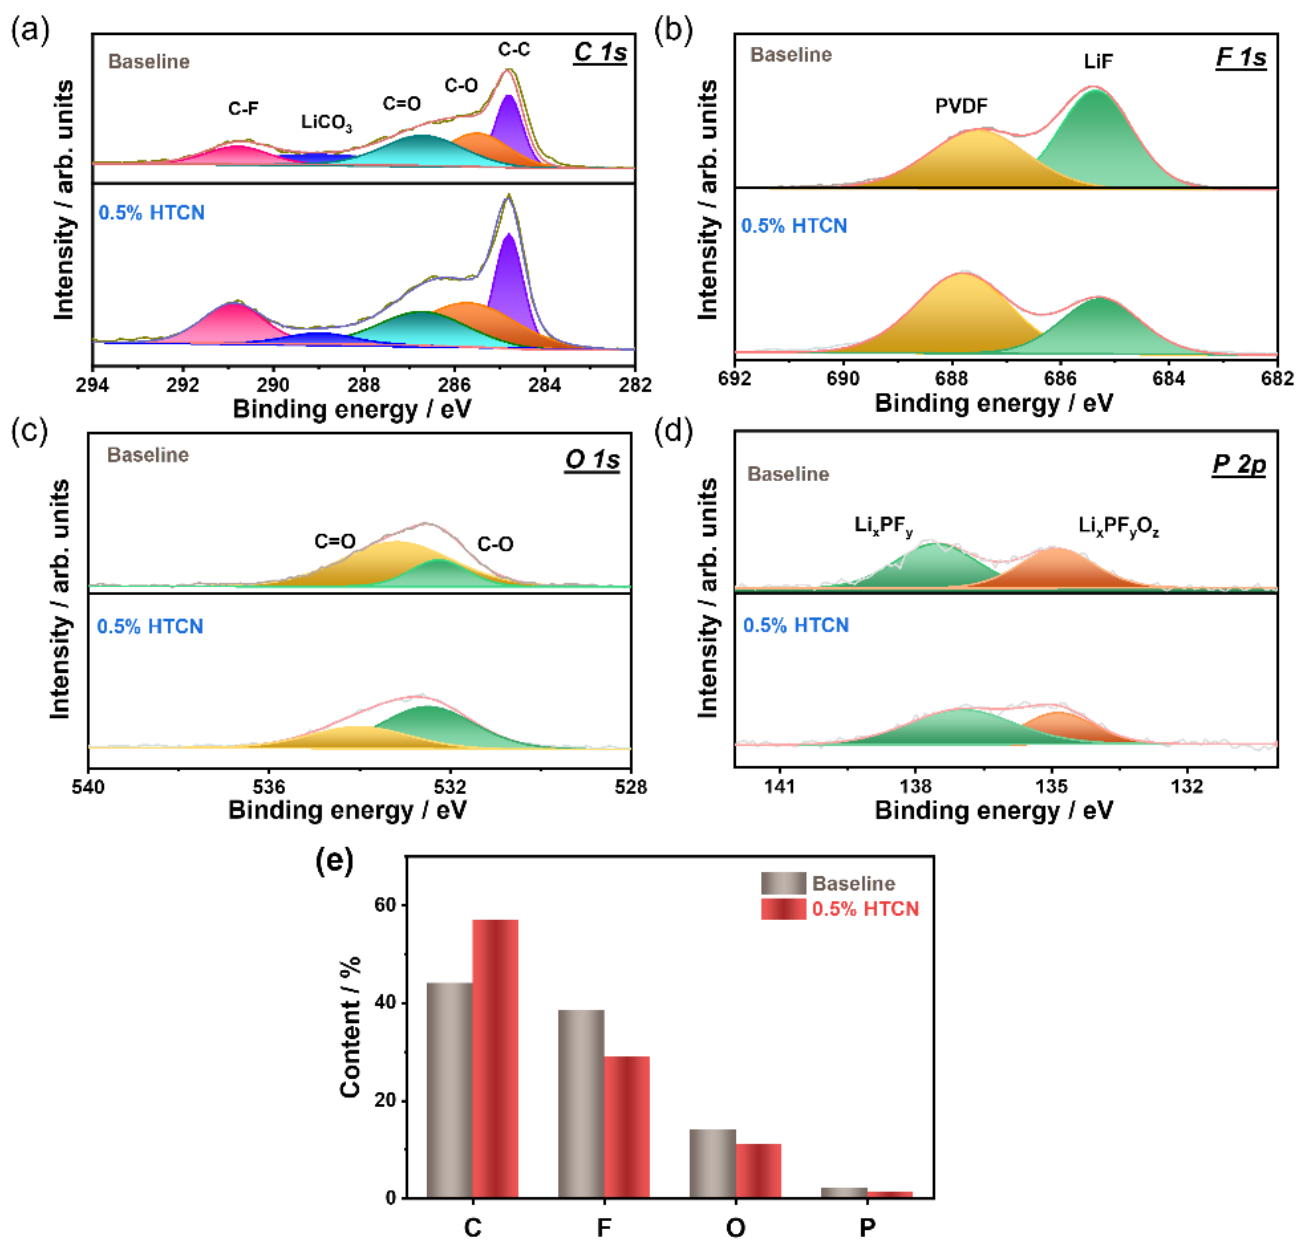 (a)
Baseline
C 1s
C-F
LiCO₃
C=O
C-O
C-C
0.5% HTCN
Intensity / arb. units
294 292 290 288 286 284 282
Binding energy / eV
(b)
Baseline
F 1s
PVDF
LiF
0.5% HTCN
Intensity / arb. units
692 690 688 686 684 682
Binding energy / eV
(c)
Baseline
O 1s
C=O
C-O
0.5% HTCN
Intensity / arb. units
540 536 532 528
Binding energy / eV
(d)
Baseline
P 2p
LiₓPFᵧ
LiₓPFᵧO_z
0.5% HTCN
Intensity / arb. units
141 138 135 132
Binding energy / eV
(e)
Baseline
0.5% HTCN
Content / %
60
40
20
0
C F O P